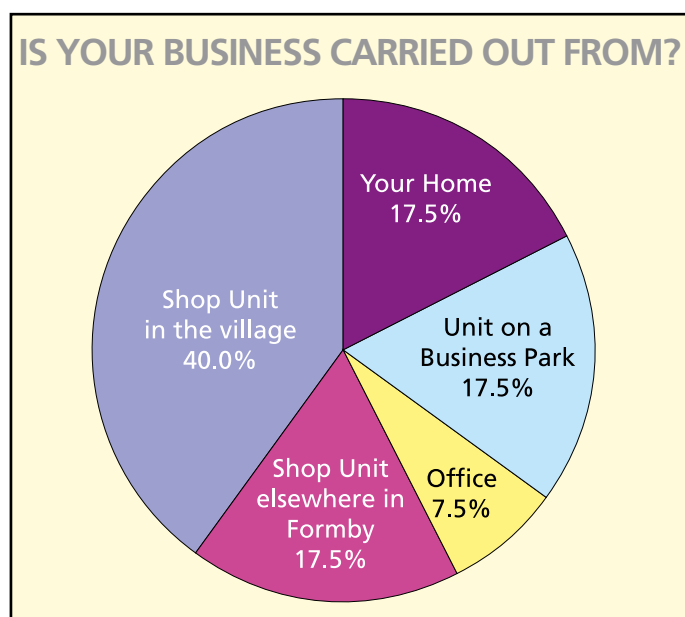 IS YOUR BUSINESS CARRIED OUT FROM?
Your Home
17.5%
Unit on a
Business Park
17.5%
Office
7.5%
Shop Unit
elsewhere in
Formby
17.5%
Shop Unit
in the village
40.0%